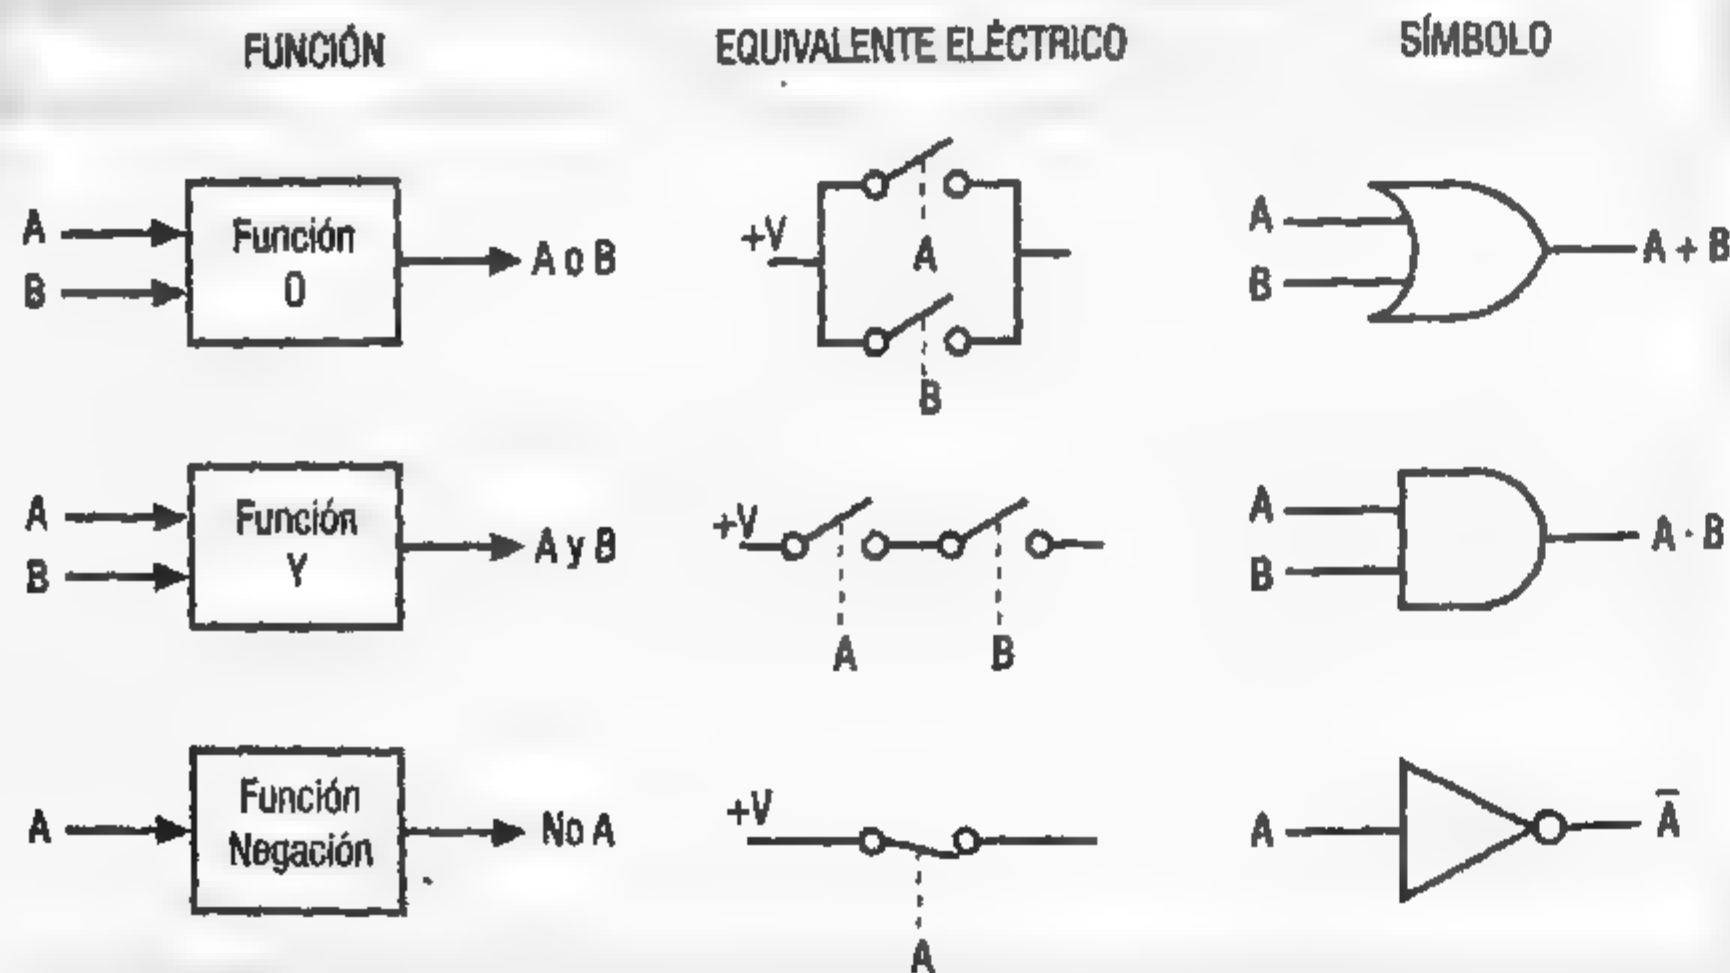 FUNCIÓN
EQUIVALENTE ELÉCTRICO
SÍMBOLO
A
B
Función
O
A o B
+V
A
B
A
B
A + B
A
B
Función
Y
A y B
+V
A
B
A
B
A · B
A
Función
Negación
No A
+V
A
A
Ā